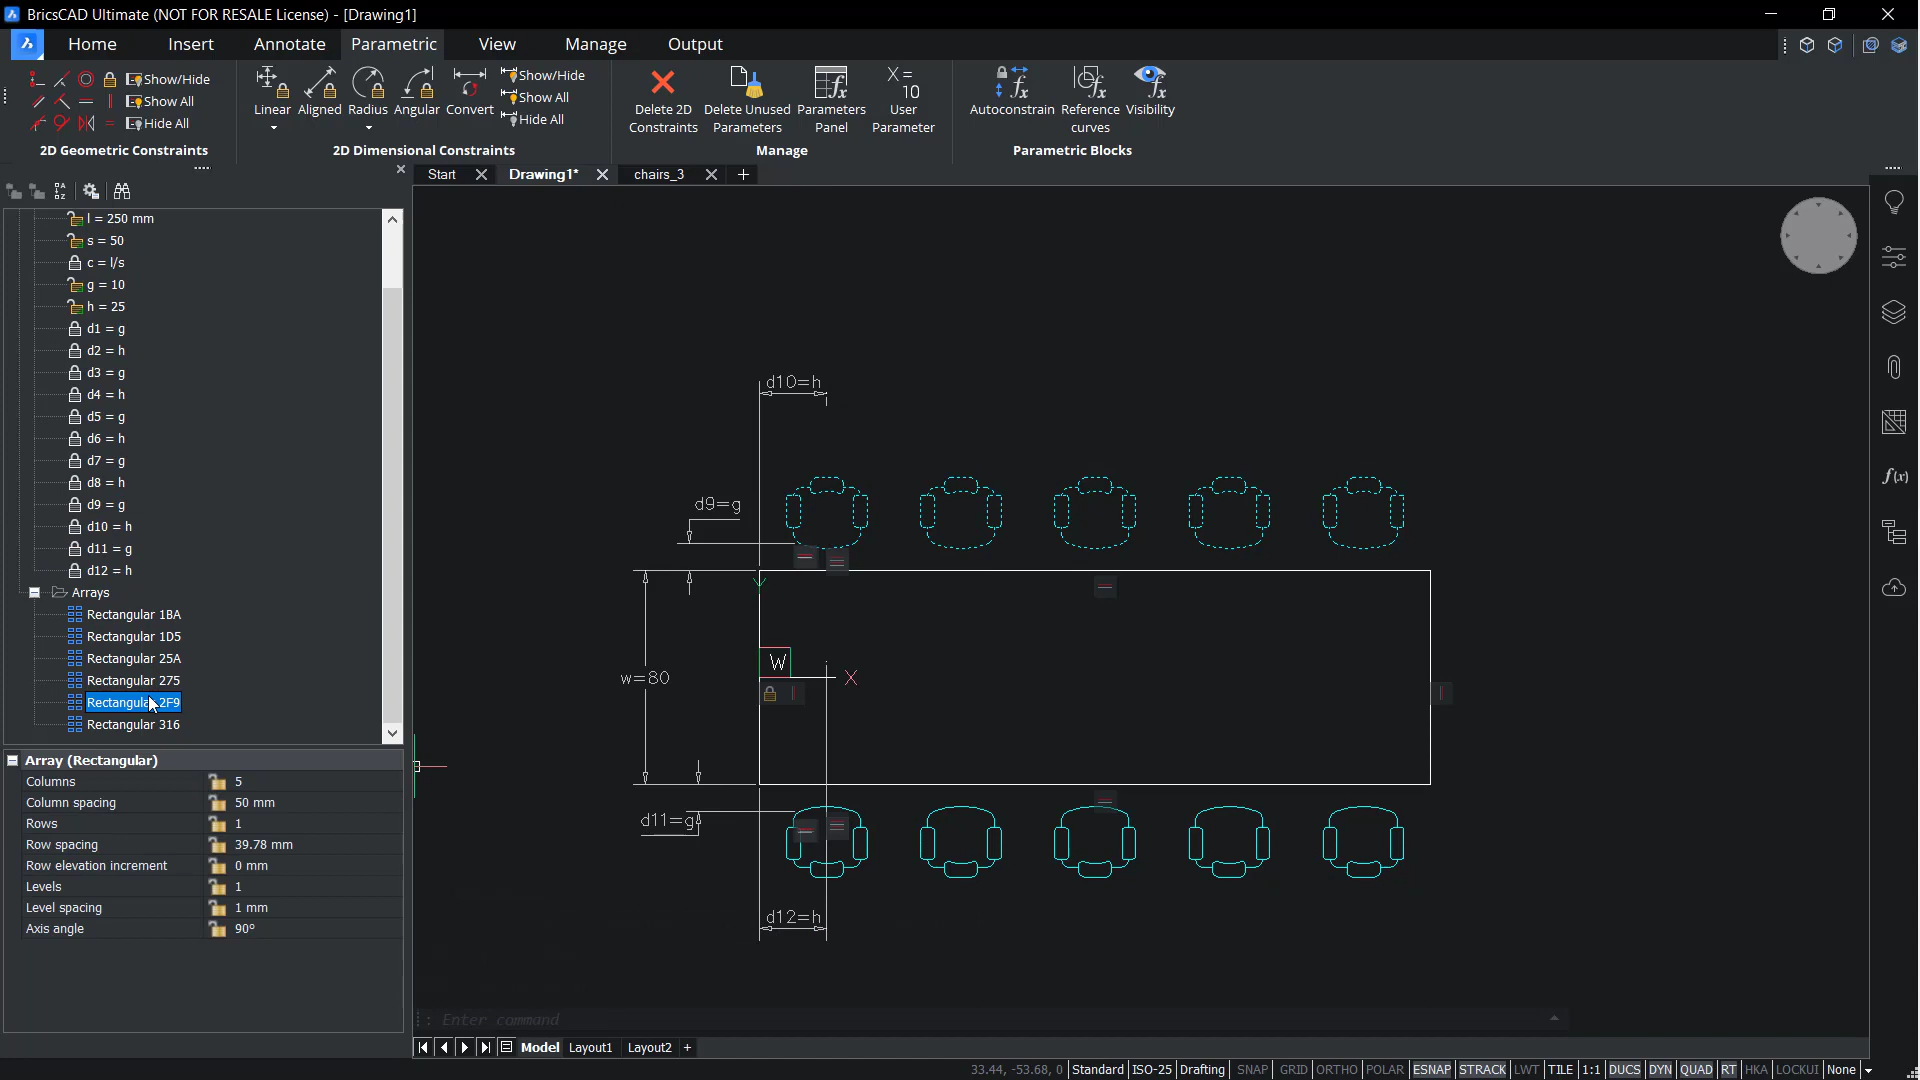 BricsCAD Ultimate (NOT FOR RESALE License) - [Drawing1]
Home Insert Annotate Parametric View Manage Output
Show/Hide
Show All
Hide All
2D Geometric Constraints
Linear Aligned Radius Angular Convert
Show/Hide
Show All
Hide All
2D Dimensional Constraints
X =
10
Delete 2D Constraints
Delete Unused Parameters
Parameters Panel
User Parameter
Manage
Autoconstrain
Reference curves
Visibility
Parametric Blocks
Start Drawing1* chairs_3
l = 250 mm
s = 50
c = l/s
g = 10
h = 25
d1 = g
d2 = h
d3 = g
d4 = h
d5 = g
d6 = h
d7 = g
d8 = h
d9 = g
d10 = h
d11 = g
d12 = h
Arrays
Rectangular 1BA
Rectangular 1D5
Rectangular 25A
Rectangular 275
Rectangular 2F9
Rectangular 316
Array (Rectangular)
Columns 5
Column spacing 50 mm
Rows 1
Row spacing 39.78 mm
Row elevation increment 0 mm
Levels 1
Level spacing 1 mm
Axis angle 90°
d10=h
d9=g
W
X
w=80
d11=g
d12=h
: Enter command
Model Layout1 Layout2 +
33.44, -53.68, 0 Standard ISO-25 Drafting SNAP GRID ORTHO POLAR ESNAP STRACK LWT TILE 1:1 DUCS DYN QUAD RT HKA LOCKUI None
f(x)